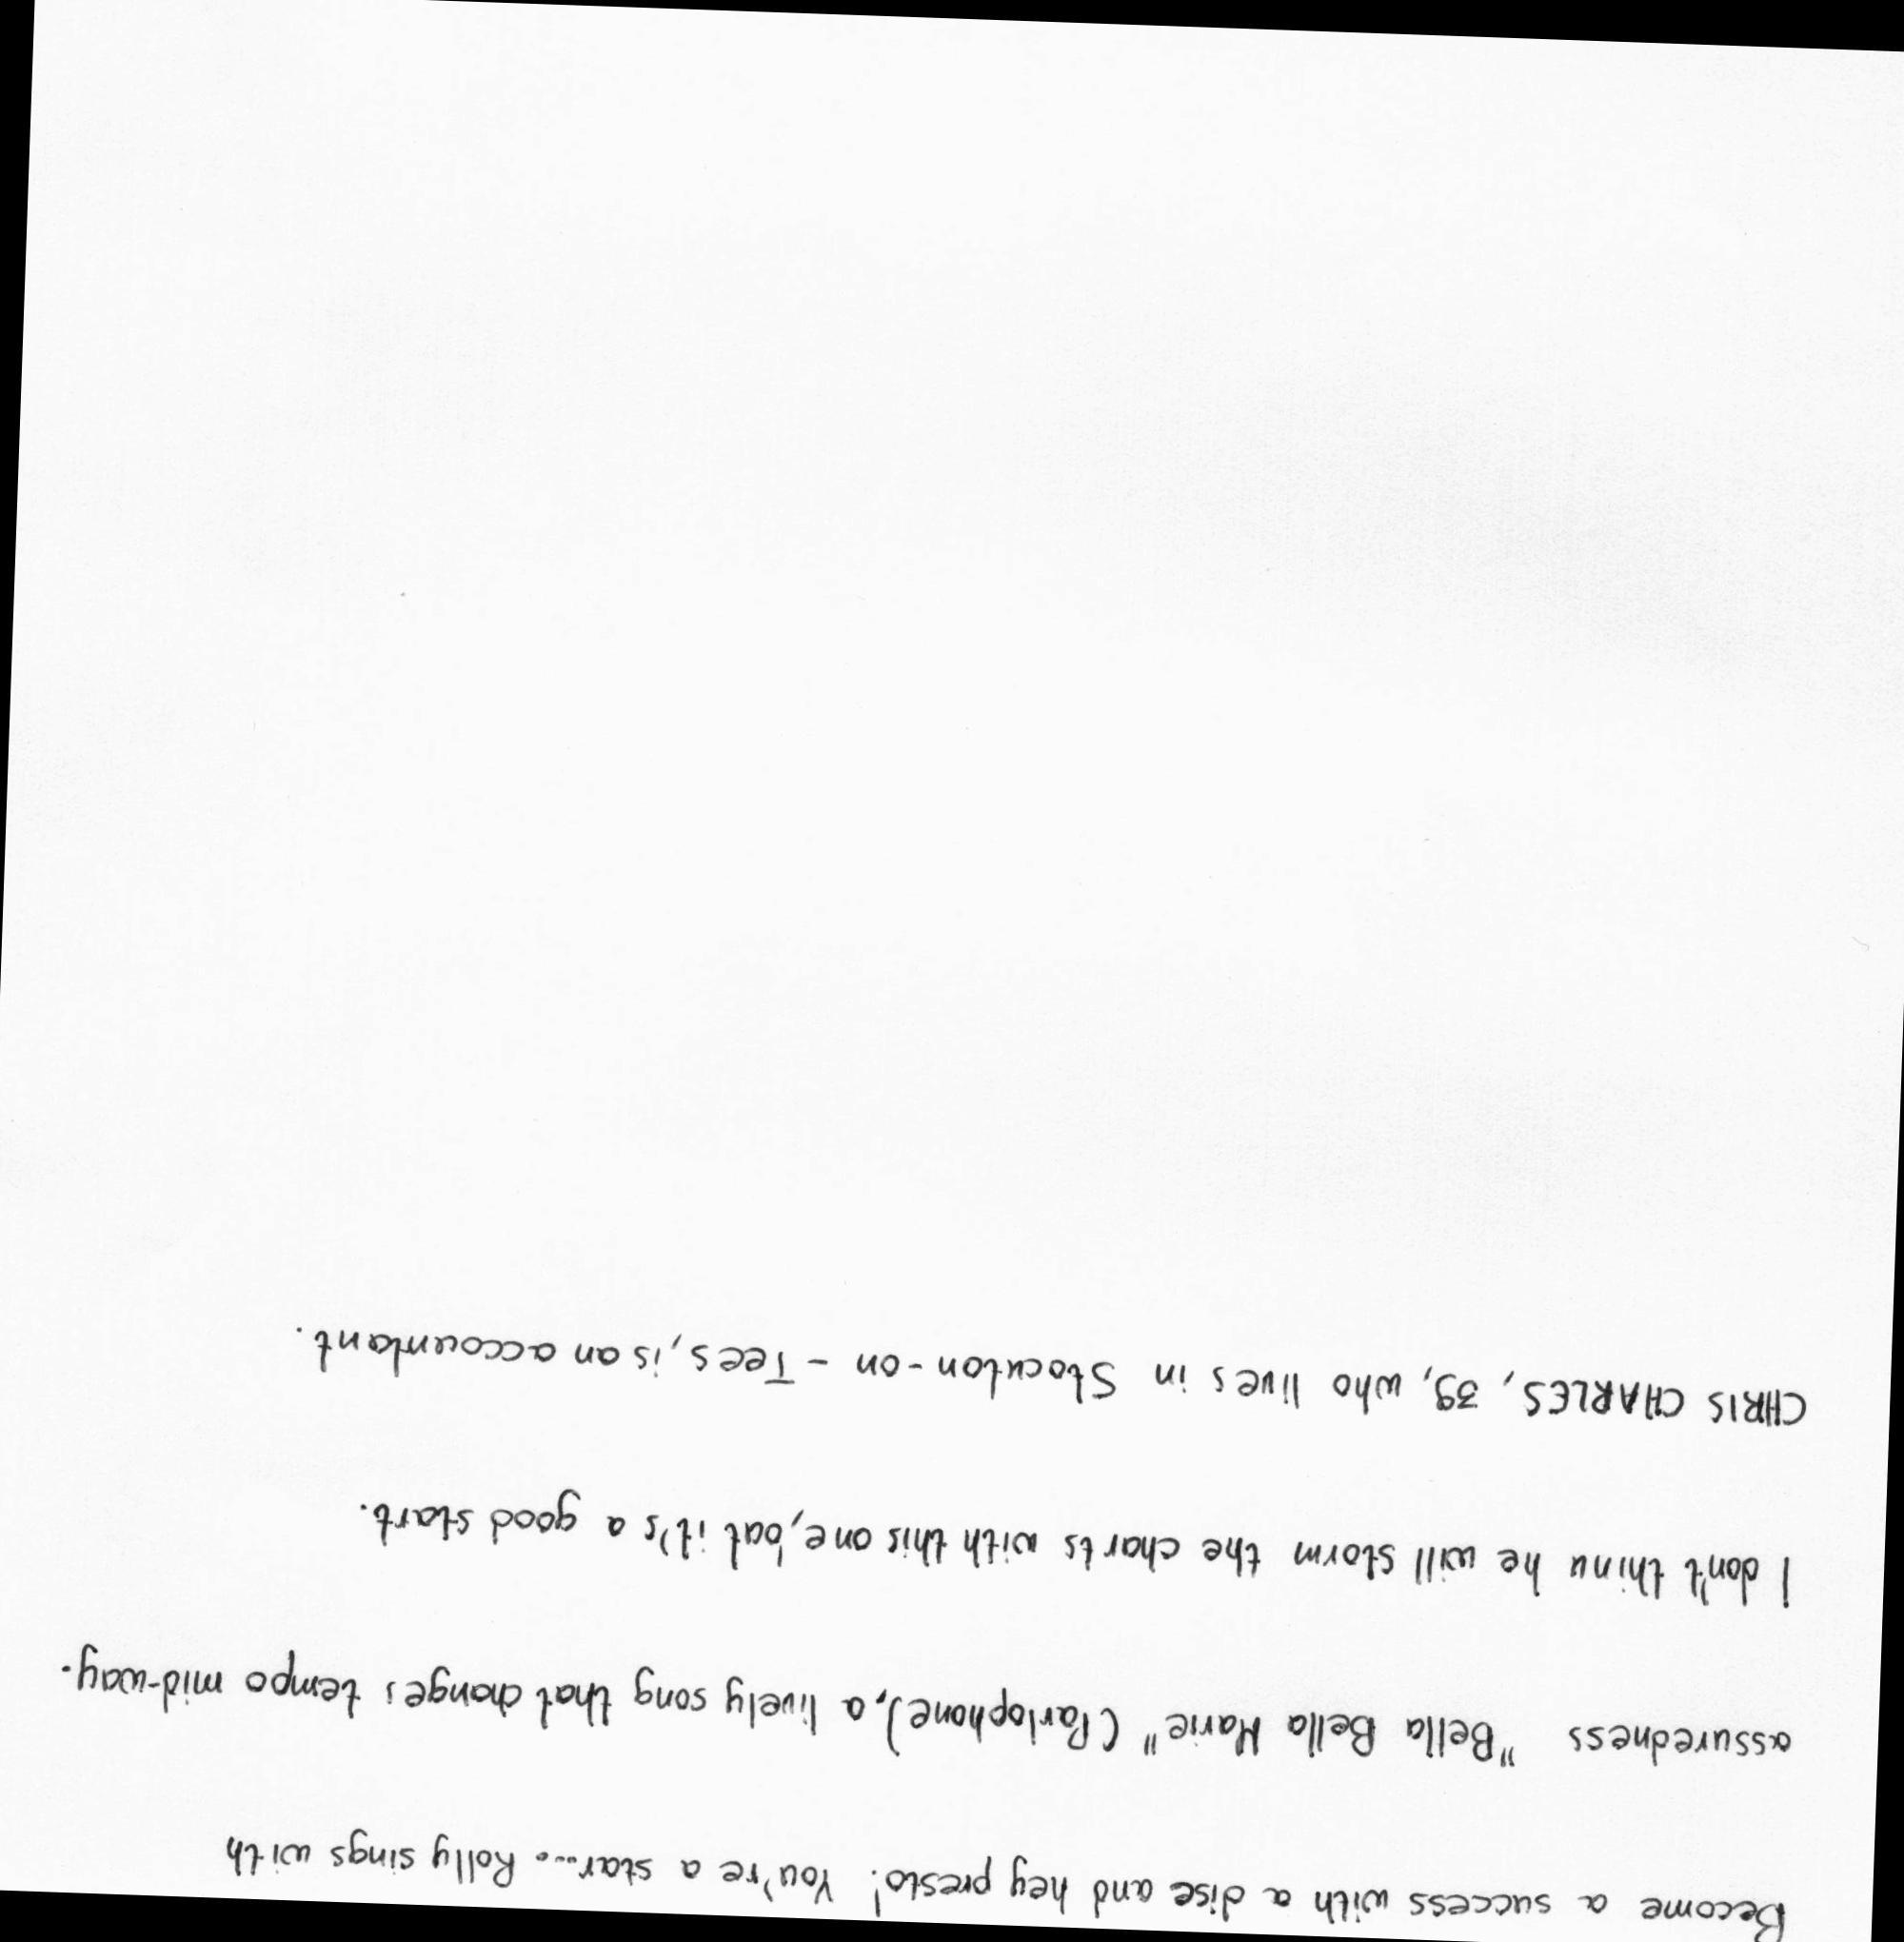 Become a success with a disc and hey presto! You're a star.... Rolly sings with
assuredness "Bella Bella Marie" (Parlophone), a lively song that changes tempo mid-way.
I don't think he will storm the charts with this one, but it's a good start.
CHRIS CHARLES, 39, who lives in Stockton-on-Tees, is an accountant.